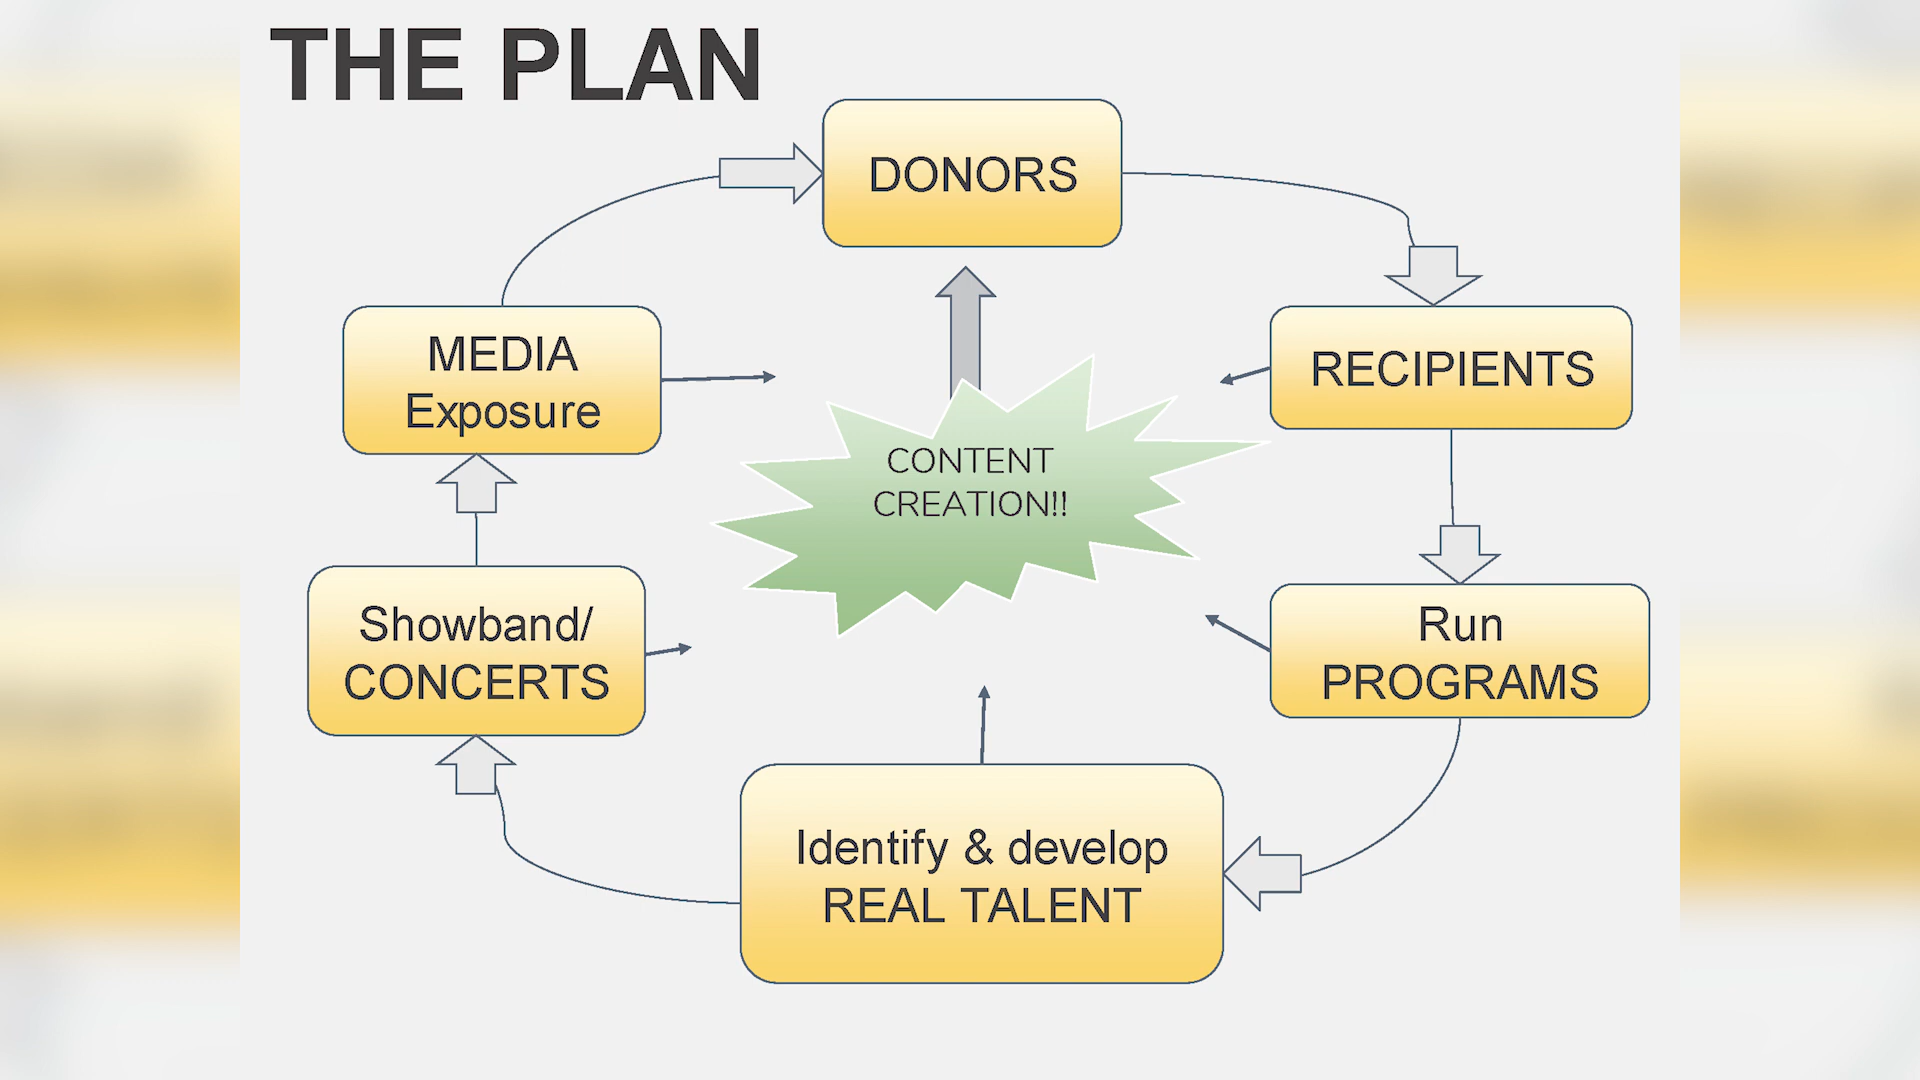 THE PLAN
DONORS
MEDIA
Exposure
RECIPIENTS
CONTENT
CREATION!!
Showband/
CONCERTS
Run
PROGRAMS
Identify & develop
REAL TALENT